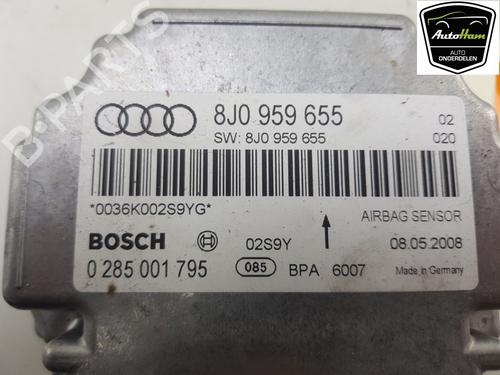 AutoHam
AUTO
ONDERDELEN
B-PARTS
8J0 959 655
02
SW: 8J0 959 655
020
*0036K002S9YG*
AIRBAG SENSOR
BOSCH
02S9Y
08.05.2008
0 285 001 795
085
BPA 6007
Made in Germany